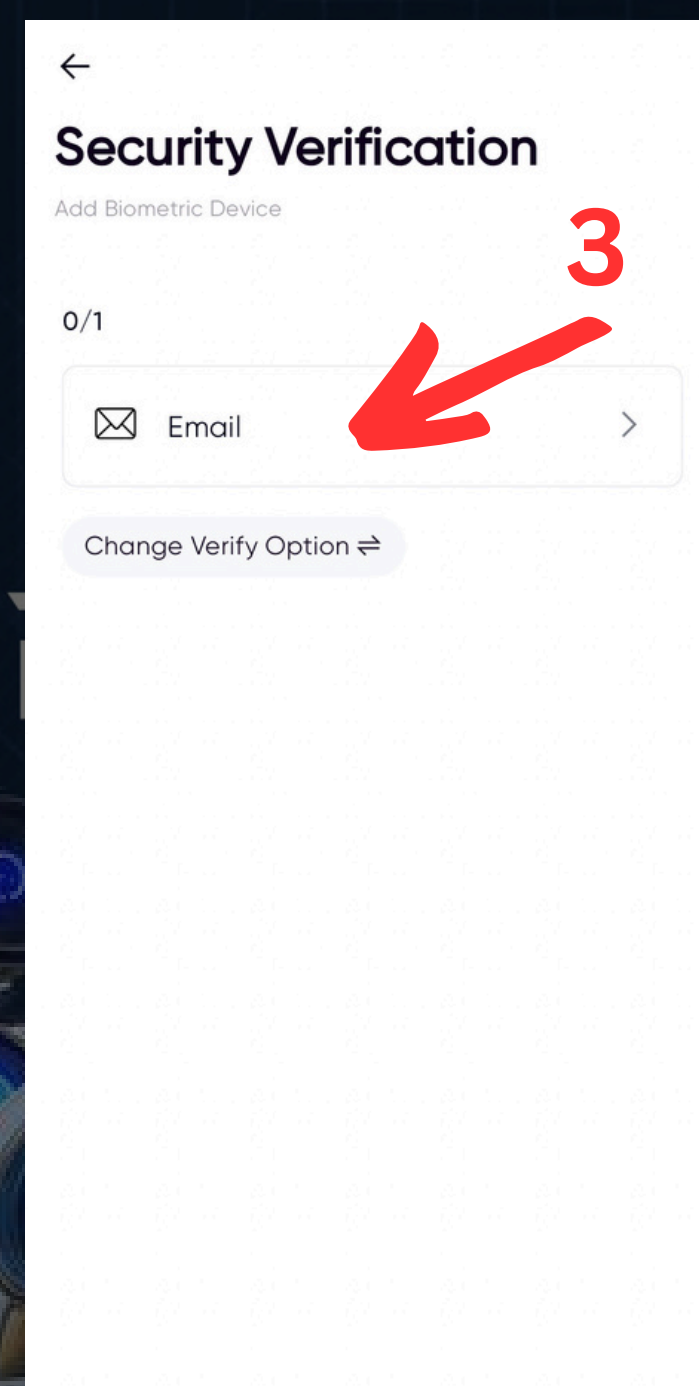 Security Verification
Add Biometric Device
3
0/1
Email
Change Verify Option ⇌